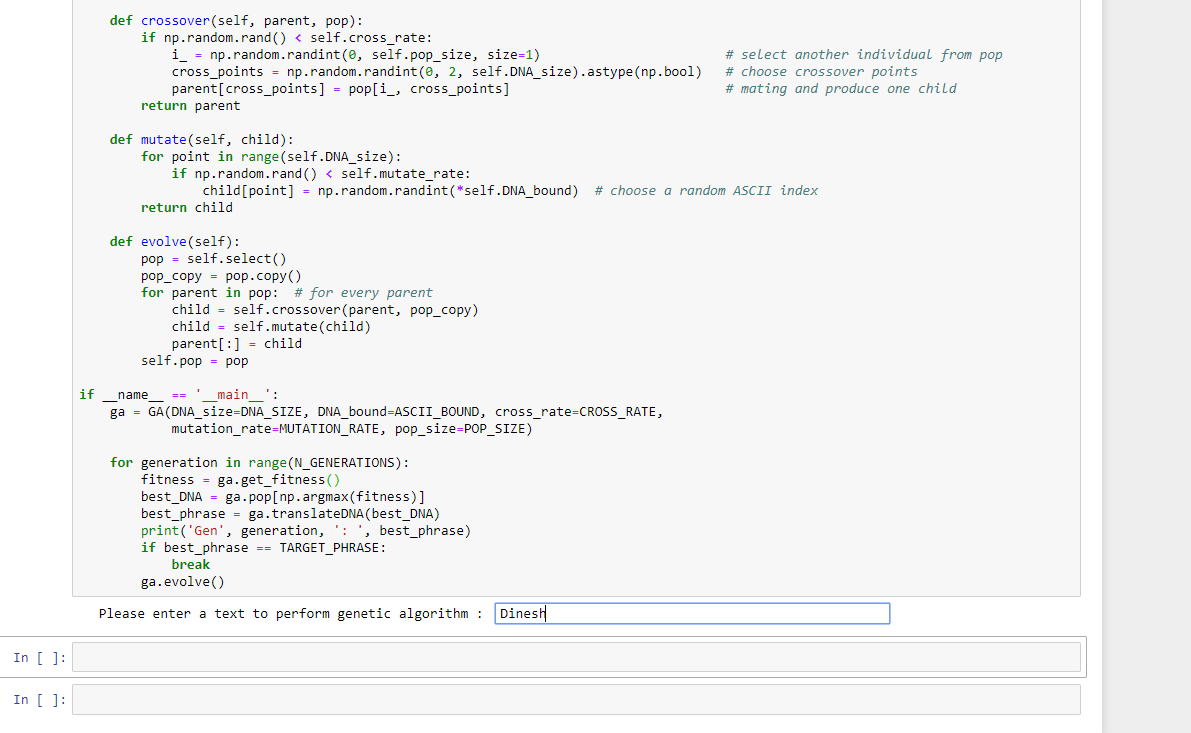 def crossover(self, parent, pop):
if np.random.rand() < self.cross_rate:
i_ = np.random.randint(0, self.pop_size, size=1) # select another individual from pop
cross_points = np.random.randint(0, 2, self.DNA_size).astype(np.bool) # choose crossover points
parent[cross_points] = pop[i_, cross_points] # mating and produce one child
return parent
def mutate(self, child):
for point in range(self.DNA_size):
if np.random.rand() < self.mutate_rate:
child[point] = np.random.randint(*self.DNA_bound) # choose a random ASCII index
return child
def evolve(self):
pop = self.select()
pop_copy = pop.copy()
for parent in pop: # for every parent
child = self.crossover(parent, pop_copy)
child = self.mutate(child)
parent[:] = child
self.pop = pop
if __name__ == '__main__':
ga = GA(DNA_size=DNA_SIZE, DNA_bound=ASCII_BOUND, cross_rate=CROSS_RATE,
mutation_rate=MUTATION_RATE, pop_size=POP_SIZE)
for generation in range(N_GENERATIONS):
fitness = ga.get_fitness()
best_DNA = ga.pop[np.argmax(fitness)]
best_phrase = ga.translateDNA(best_DNA)
print('Gen', generation, ': ', best_phrase)
if best_phrase == TARGET_PHRASE:
break
ga.evolve()
Please enter a text to perform genetic algorithm : Dinesh
In [ ]:
In [ ]: